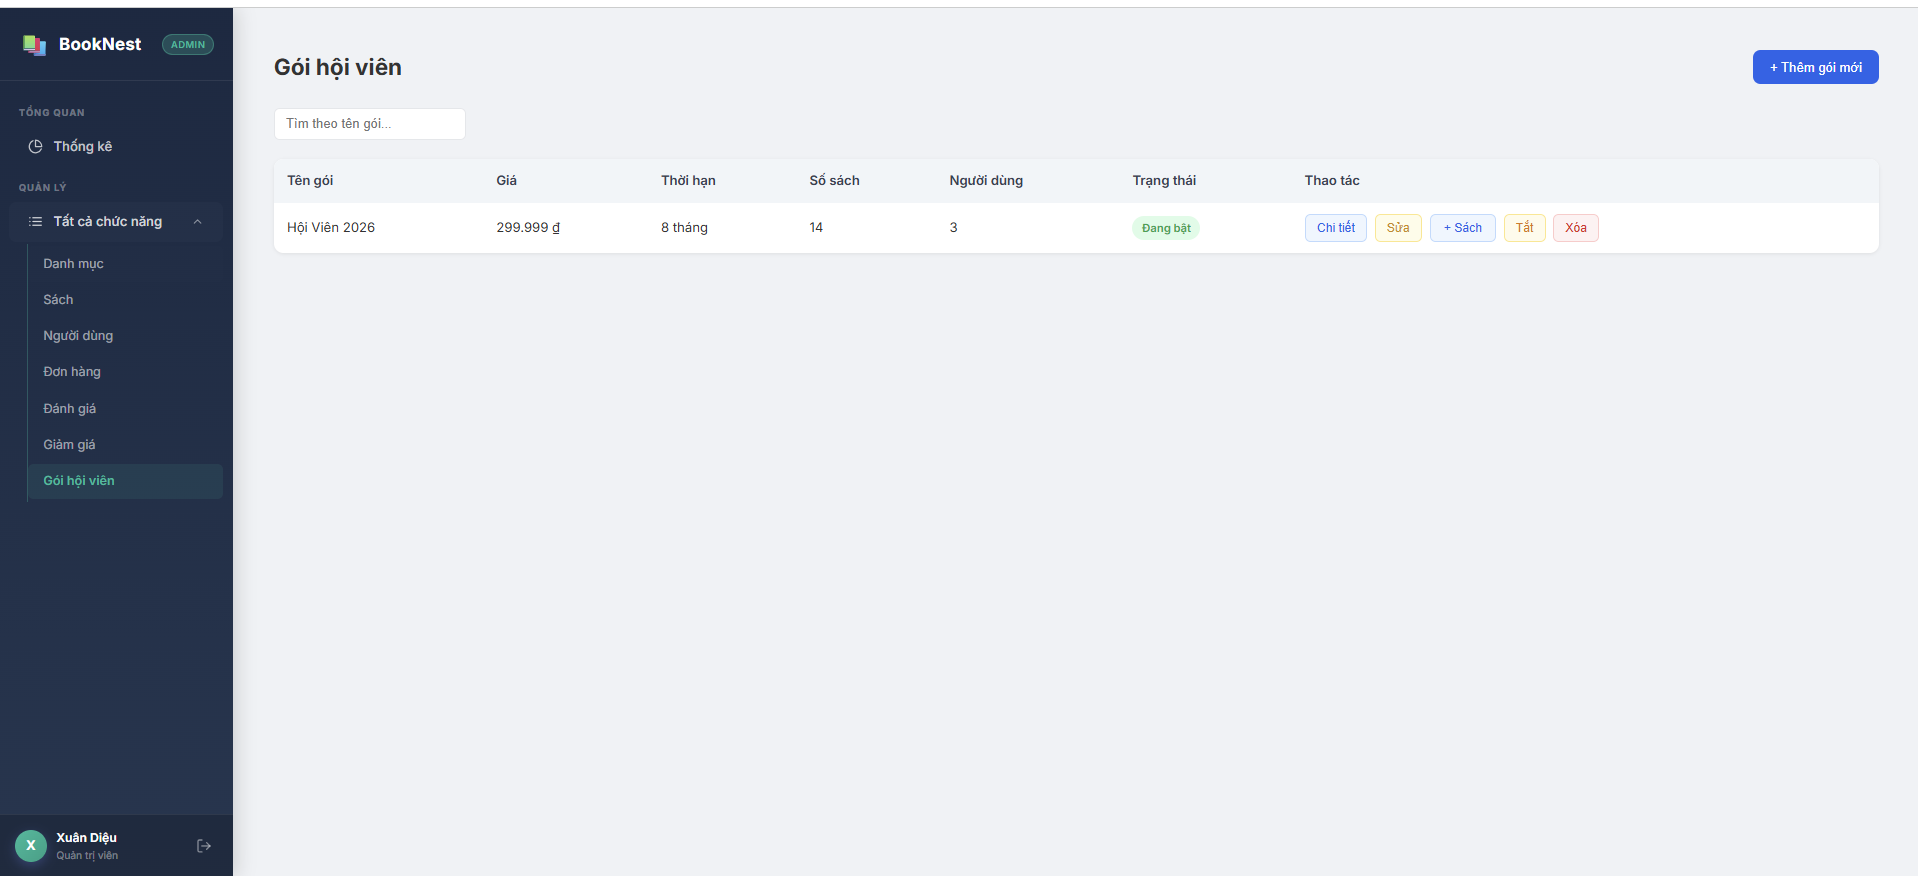 BookNest ADMIN
TỔNG QUAN
Thống kê
QUẢN LÝ
Tất cả chức năng
Danh mục
Sách
Người dùng
Đơn hàng
Đánh giá
Giảm giá
Gói hội viên
X
Xuân Diệu
Quản trị viên
Gói hội viên
+ Thêm gói mới
Tìm theo tên gói...
Tên gói Giá Thời hạn Số sách Người dùng Trạng thái Thao tác
Hội Viên 2026 299.999 ₫ 8 tháng 14 3 Đang bật Chi tiết Sửa + Sách Tắt Xóa